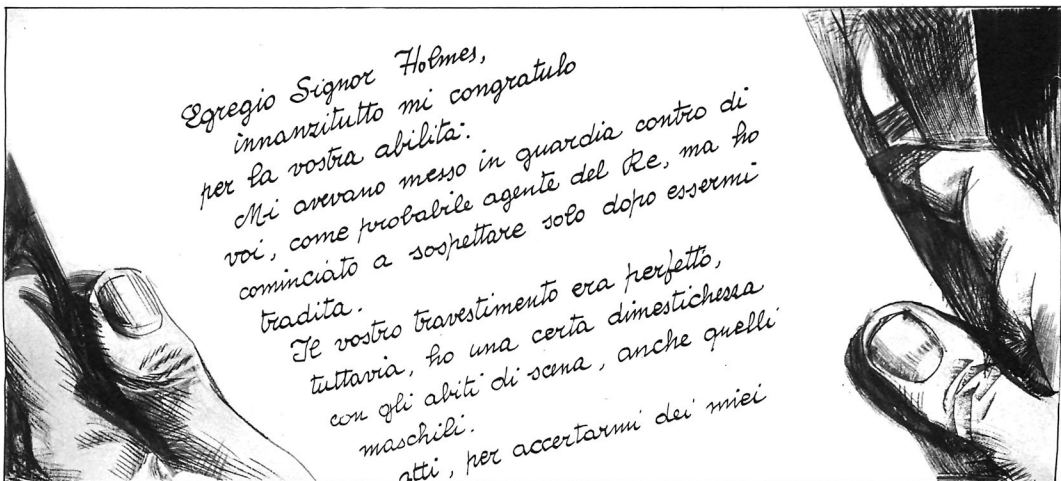 Egregio Signor Holmes,
innanzitutto mi congratulo
per la vostra abilità.
Mi avevano messo in guardia contro di
voi, come probabile agente del Re, ma ho
cominciato a sospettare solo dopo essermi
tradita.
Il vostro travestimento era perfetto,
tuttavia, ho una certa dimestichezza
con gli abiti di scena, anche quelli
maschili.
atti, per accertarmi dei miei